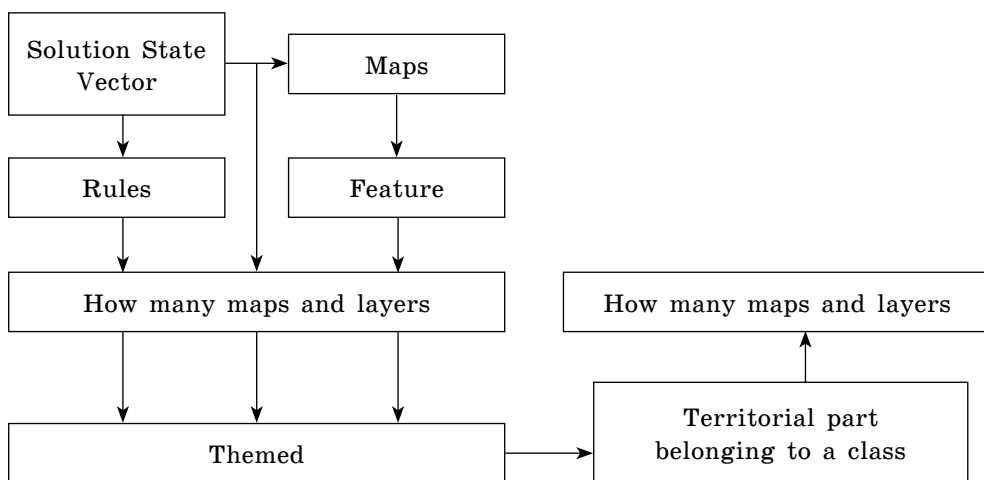 Solution State
Vector
Maps
Rules
Feature
How many maps and layers
How many maps and layers
Themed
Territorial part
belonging to a class